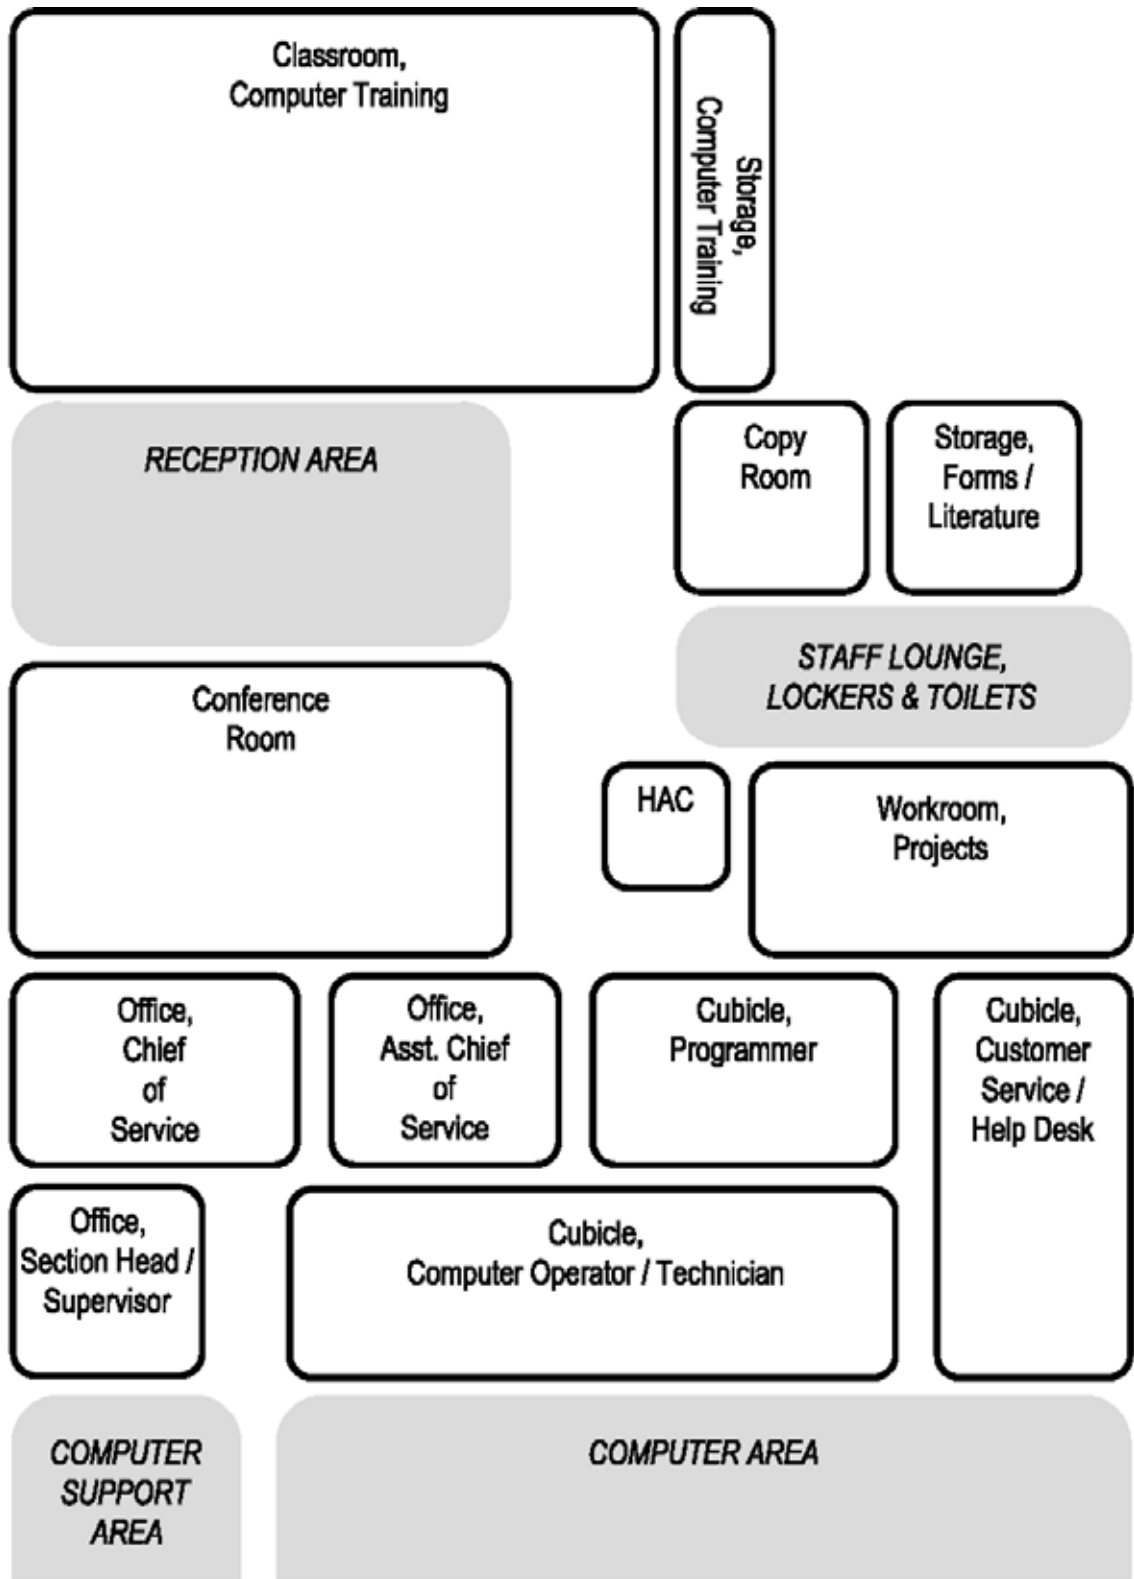 Classroom,
Computer Training
Storage,
Computer Training
RECEPTION AREA
Copy
Room
Storage,
Forms /
Literature
STAFF LOUNGE,
LOCKERS & TOILETS
Conference
Room
HAC
Workroom,
Projects
Office,
Chief
of
Service
Office,
Asst. Chief
of
Service
Cubicle,
Programmer
Cubicle,
Customer
Service /
Help Desk
Office,
Section Head /
Supervisor
Cubicle,
Computer Operator / Technician
COMPUTER
SUPPORT
AREA
COMPUTER AREA